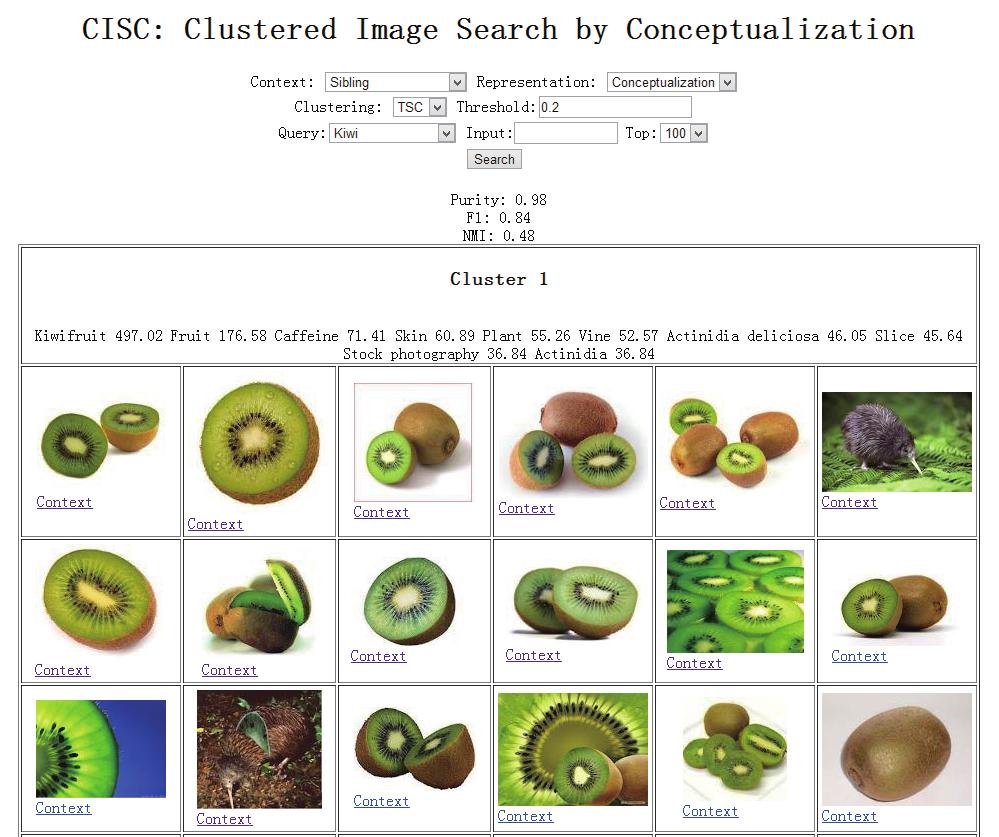 CISC: Clustered Image Search by Conceptualization
Context: Sibling Representation: Conceptualization
Clustering: TSC Threshold: 0.2
Query: Kiwi Input: Top: 100
Search
Purity: 0.98
F1: 0.84
NMI: 0.48
Cluster 1
Kiwifruit 497.02 Fruit 176.58 Caffeine 71.41 Skin 60.89 Plant 55.26 Vine 52.57 Actinidia deliciosa 46.05 Slice 45.64
Stock photography 36.84 Actinidia 36.84
Context Context Context Context Context Context
Context Context Context Context Context Context
Context Context Context Context Context Context